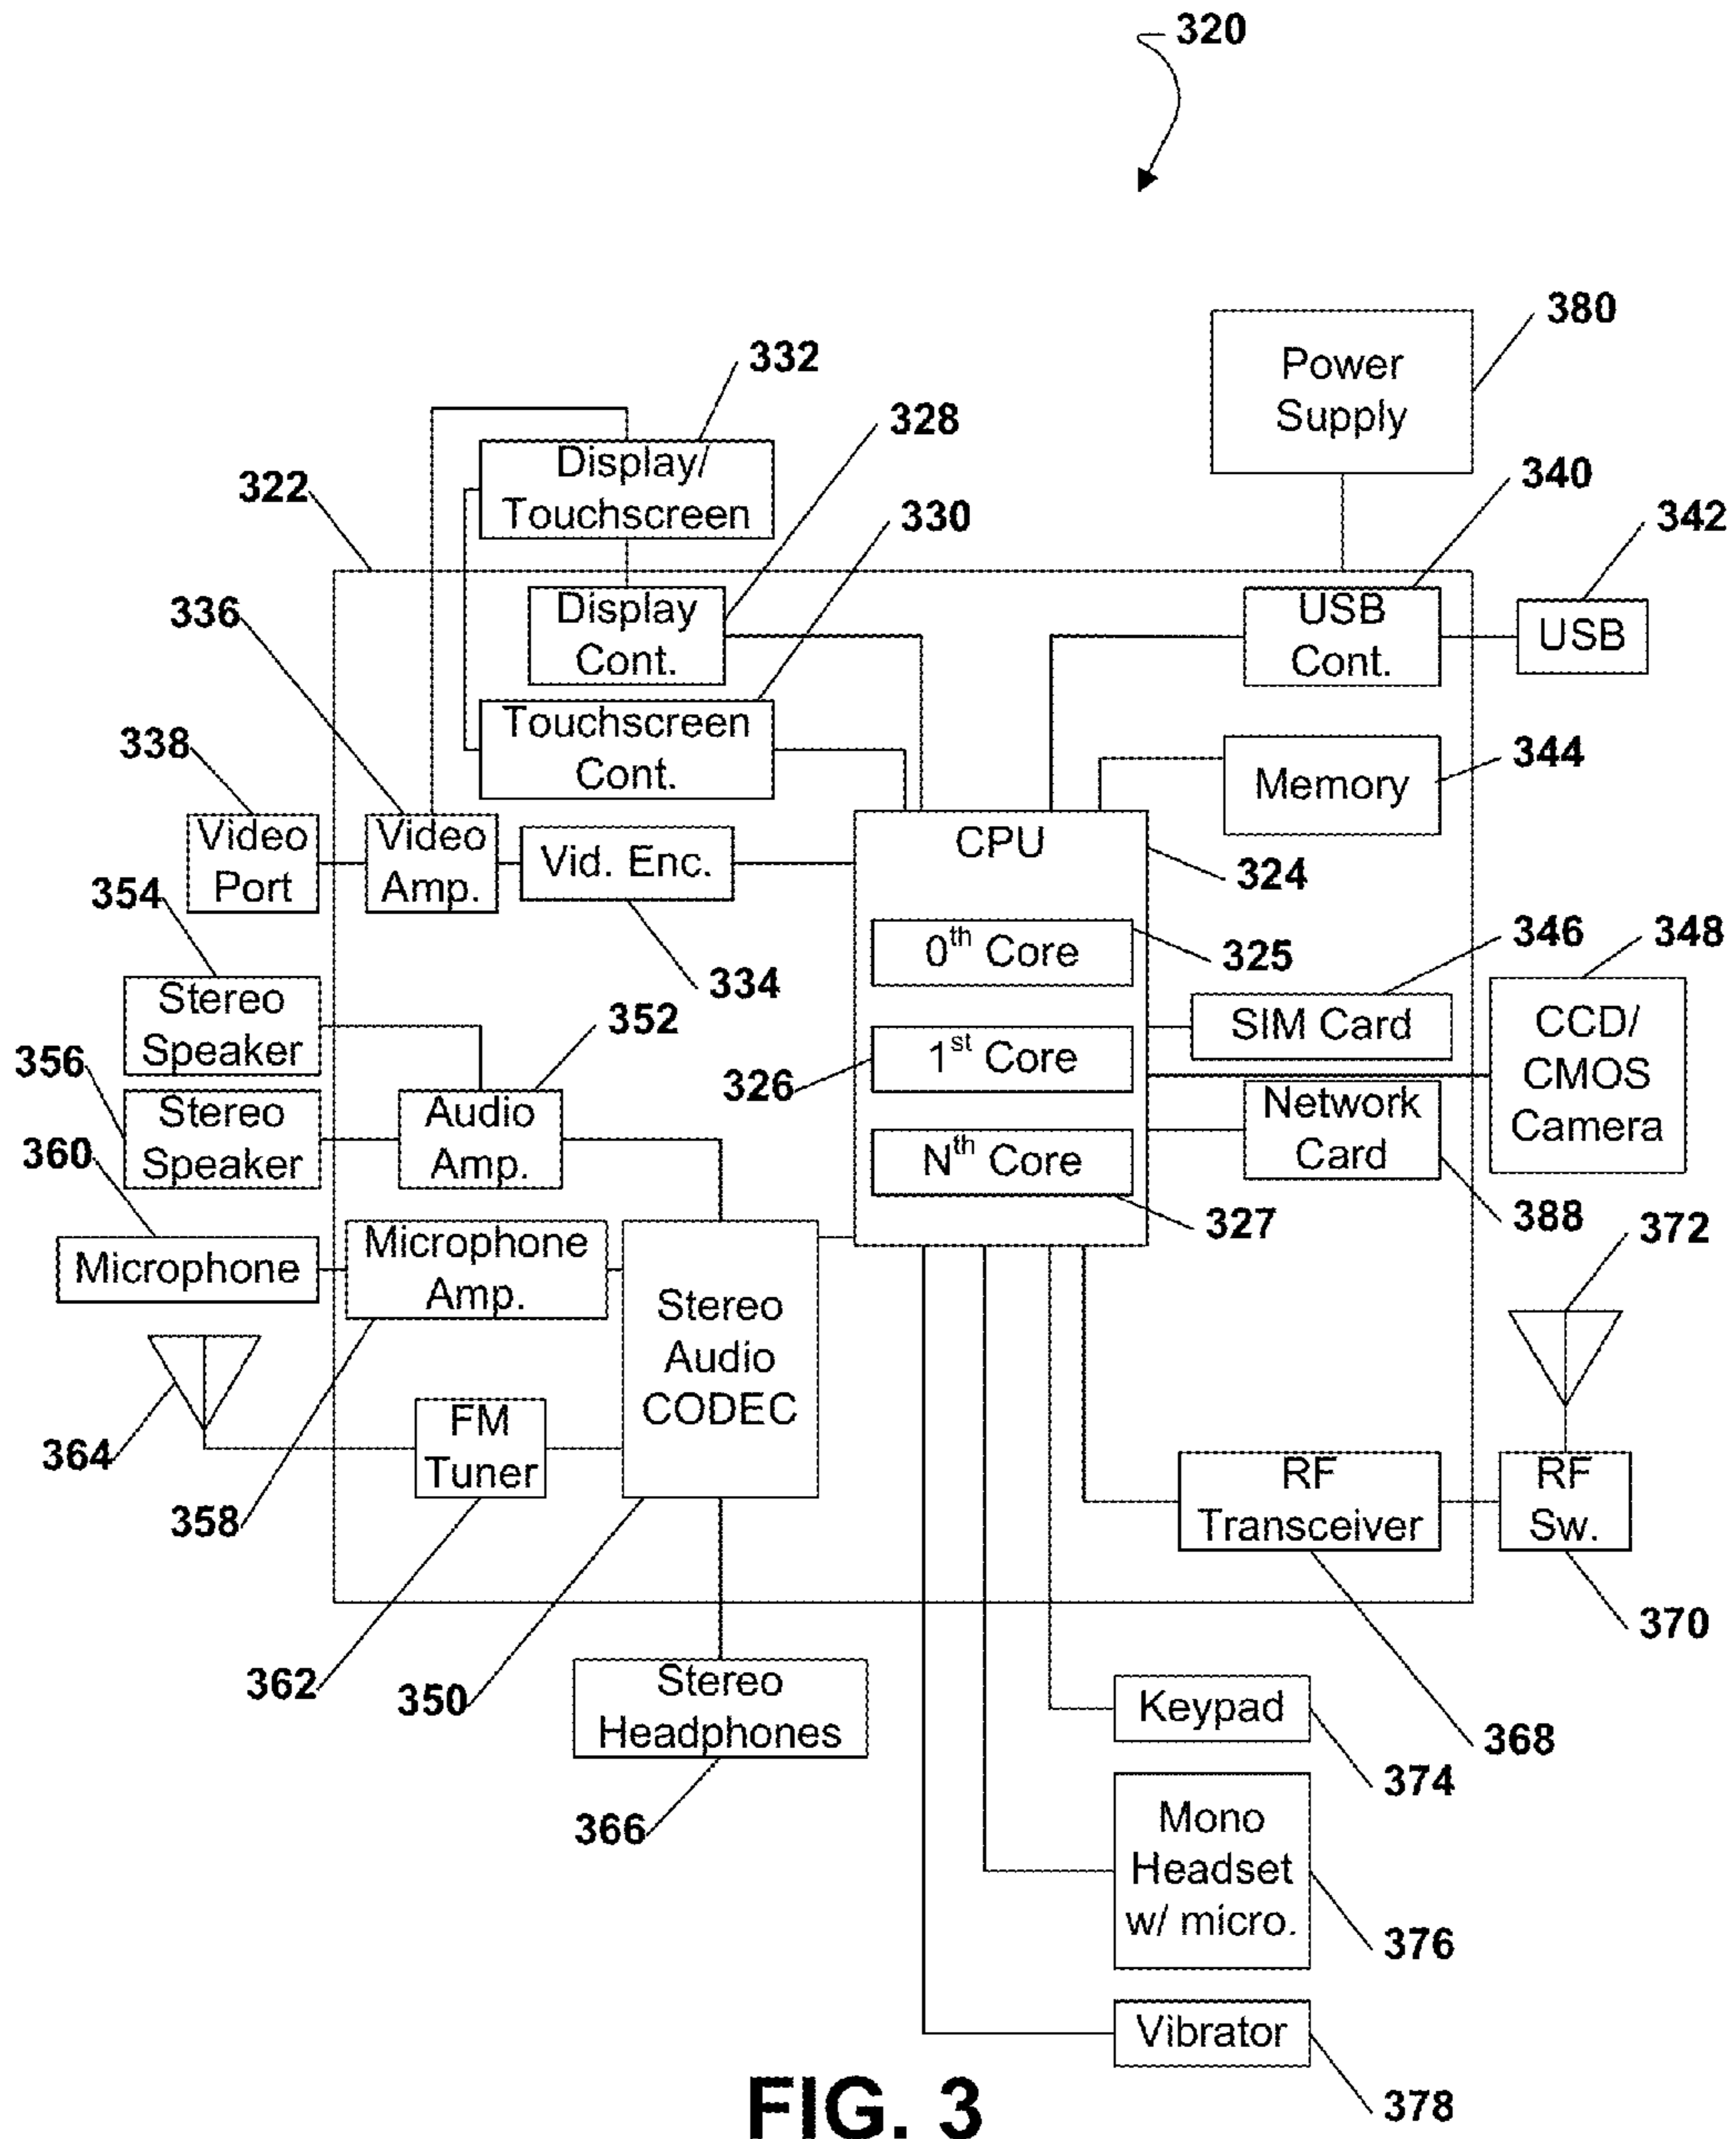 320
380
Power
Supply
332
328
Display/
Touchscreen
322
340
330
342
Display
Cont.
USB
Cont.
USB
336
Touchscreen
Cont.
338
Memory
344
Video
Port
Video
Amp.
Vid. Enc.
CPU
324
354
0th Core
325
346
348
334
Stereo
Speaker
352
SIM Card
CCD/
CMOS
Camera
356
1st Core
326
Stereo
Speaker
Audio
Amp.
Network
Card
360
Nth Core
327
388
372
Microphone
Microphone
Amp.
Stereo
Audio
CODEC
364
FM
Tuner
358
RF
Transceiver
RF
Sw.
370
362
350
Stereo
Headphones
Keypad
368
374
366
Mono
Headset
w/ micro.
376
Vibrator
378
FIG. 3